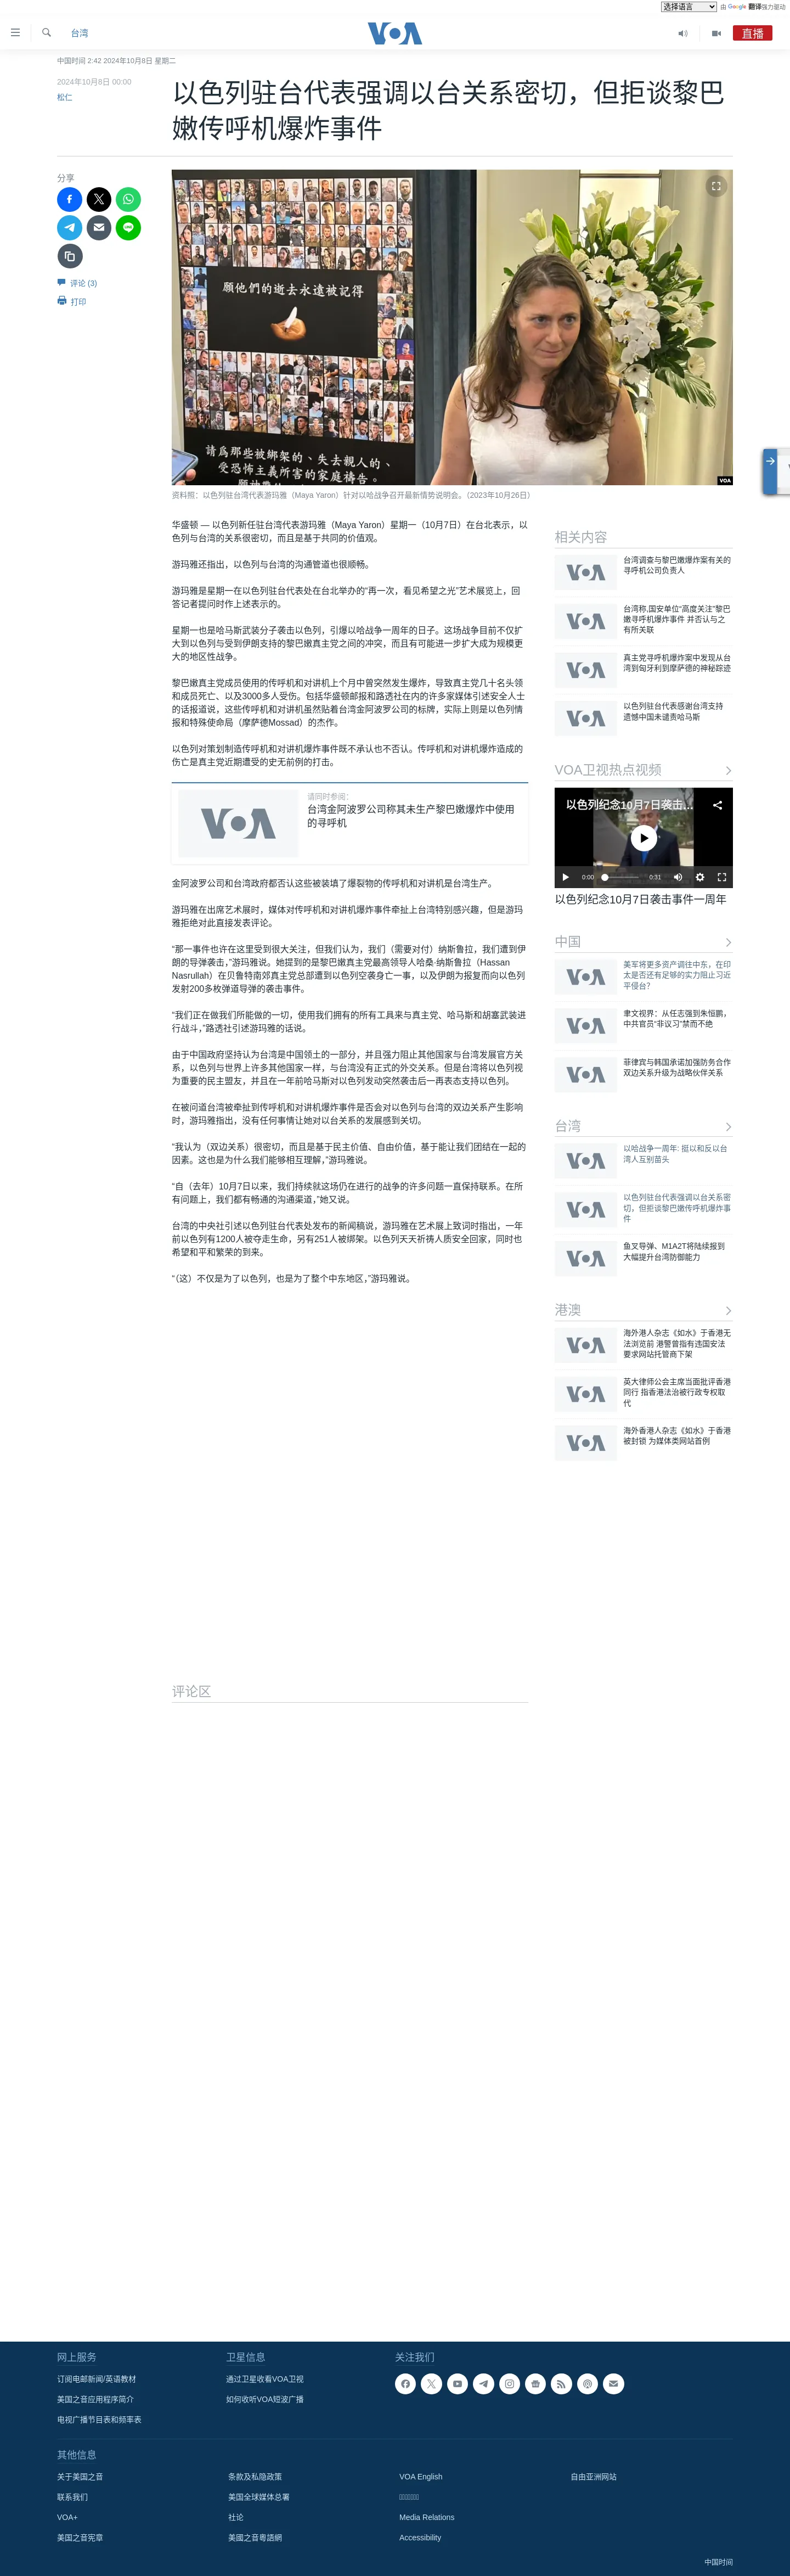 选择语言 由 Google 翻译强力驱动
台湾
VOA
直播
中国时间 2:42 2024年10月8日 星期二
2024年10月8日 00:00
松仁
以色列驻台代表强调以台关系密切，但拒谈黎巴
嫩传呼机爆炸事件
分享
评论 (3)
打印
願他們的逝去永遠被記得
請為那些被綁架的、失去親人的、
受恐怖主義所害的家庭禱告。
VOA
资料照：以色列驻台湾代表游玛雅（Maya Yaron）针对以哈战争召开最新情势说明会。（2023年10月26日）
华盛顿 — 以色列新任驻台湾代表游玛雅（Maya Yaron）星期一（10月7日）在台北表示，以
色列与台湾的关系很密切，而且是基于共同的价值观。
游玛雅还指出，以色列与台湾的沟通管道也很顺畅。
游玛雅是星期一在以色列驻台代表处在台北举办的“再一次，看见希望之光”艺术展览上，回
答记者提问时作上述表示的。
星期一也是哈马斯武装分子袭击以色列，引爆以哈战争一周年的日子。这场战争目前不仅扩
大到以色列与受到伊朗支持的黎巴嫩真主党之间的冲突，而且有可能进一步扩大成为规模更
大的地区性战争。
黎巴嫩真主党成员使用的传呼机和对讲机上个月中曾突然发生爆炸，导致真主党几十名头领
和成员死亡、以及3000多人受伤。包括华盛顿邮报和路透社在内的许多家媒体引述安全人士
的话报道说，这些传呼机和对讲机虽然贴着台湾金阿波罗公司的标牌，实际上则是以色列情
报和特殊使命局（摩萨德Mossad）的杰作。
以色列对策划制造传呼机和对讲机爆炸事件既不承认也不否认。传呼机和对讲机爆炸造成的
伤亡是真主党近期遭受的史无前例的打击。
VOA
请同时参阅：
台湾金阿波罗公司称其未生产黎巴嫩爆炸中使用
的寻呼机
金阿波罗公司和台湾政府都否认这些被装填了爆裂物的传呼机和对讲机是台湾生产。
游玛雅在出席艺术展时，媒体对传呼机和对讲机爆炸事件牵扯上台湾特别感兴趣，但是游玛
雅拒绝对此直接发表评论。
“那一事件也许在这里受到很大关注，但我们认为，我们（需要对付）纳斯鲁拉，我们遭到伊
朗的导弹袭击，”游玛雅说。她提到的是黎巴嫩真主党最高领导人哈桑·纳斯鲁拉（Hassan
Nasrullah）在贝鲁特南郊真主党总部遭到以色列空袭身亡一事，以及伊朗为报复而向以色列
发射200多枚弹道导弹的袭击事件。
“我们正在做我们所能做的一切，使用我们拥有的所有工具来与真主党、哈马斯和胡塞武装进
行战斗，”路透社引述游玛雅的话说。
由于中国政府坚持认为台湾是中国领土的一部分，并且强力阻止其他国家与台湾发展官方关
系，以色列与世界上许多其他国家一样，与台湾没有正式的外交关系。但是台湾将以色列视
为重要的民主盟友，并且在一年前哈马斯对以色列发动突然袭击后一再表态支持以色列。
在被问道台湾被牵扯到传呼机和对讲机爆炸事件是否会对以色列与台湾的双边关系产生影响
时，游玛雅指出，没有任何事情让她对以台关系的发展感到关切。
“我认为（双边关系）很密切，而且是基于民主价值、自由价值，基于能让我们团结在一起的
因素。这也是为什么我们能够相互理解，”游玛雅说。
“自（去年）10月7日以来，我们持续就这场仍在进行的战争的许多问题一直保持联系。在所
有问题上，我们都有畅通的沟通渠道，”她又说。
台湾的中央社引述以色列驻台代表处发布的新闻稿说，游玛雅在艺术展上致词时指出，一年
前以色列有1200人被夺走生命，另有251人被绑架。以色列天天祈祷人质安全回家，同时也
希望和平和繁荣的到来。
“（这）不仅是为了以色列，也是为了整个中东地区，”游玛雅说。
相关内容
VOA
台湾调查与黎巴嫩爆炸案有关的
寻呼机公司负责人
VOA
台湾称,国安单位“高度关注”黎巴
嫩寻呼机爆炸事件 并否认与之
有所关联
VOA
真主党寻呼机爆炸案中发现从台
湾到匈牙利到摩萨德的神秘踪迹
VOA
以色列驻台代表感谢台湾支持
遗憾中国未谴责哈马斯
VOA卫视热点视频
以色列纪念10月7日袭击...
0:00
0:31
以色列纪念10月7日袭击事件一周年
中国
VOA
美军将更多资产调往中东，在印
太是否还有足够的实力阻止习近
平侵台？
VOA
聿文视界：从任志强到朱恒鹏，
中共官员“非议习”禁而不绝
VOA
菲律宾与韩国承诺加强防务合作
双边关系升级为战略伙伴关系
台湾
VOA
以哈战争一周年: 挺以和反以台
湾人互别苗头
VOA
以色列驻台代表强调以台关系密
切，但拒谈黎巴嫩传呼机爆炸事
件
VOA
鱼叉导弹、M1A2T将陆续报到
大幅提升台湾防御能力
港澳
VOA
海外港人杂志《如水》于香港无
法浏览前 港警曾指有违国安法
要求网站托管商下架
VOA
英大律师公会主席当面批评香港
同行 指香港法治被行政专权取
代
VOA
海外香港人杂志《如水》于香港
被封锁 为媒体类网站首例
评论区
网上服务
订阅电邮新闻/英语教材
美国之音应用程序简介
电视广播节目表和频率表
卫星信息
通过卫星收看VOA卫视
如何收听VOA短波广播
关注我们
其他信息
关于美国之音
条款及私隐政策
VOA English
自由亚洲网站
联系我们
美国全球媒体总署
VOA+
社论
Media Relations
美国之音宪章
美國之音粵語網
Accessibility
中国时间